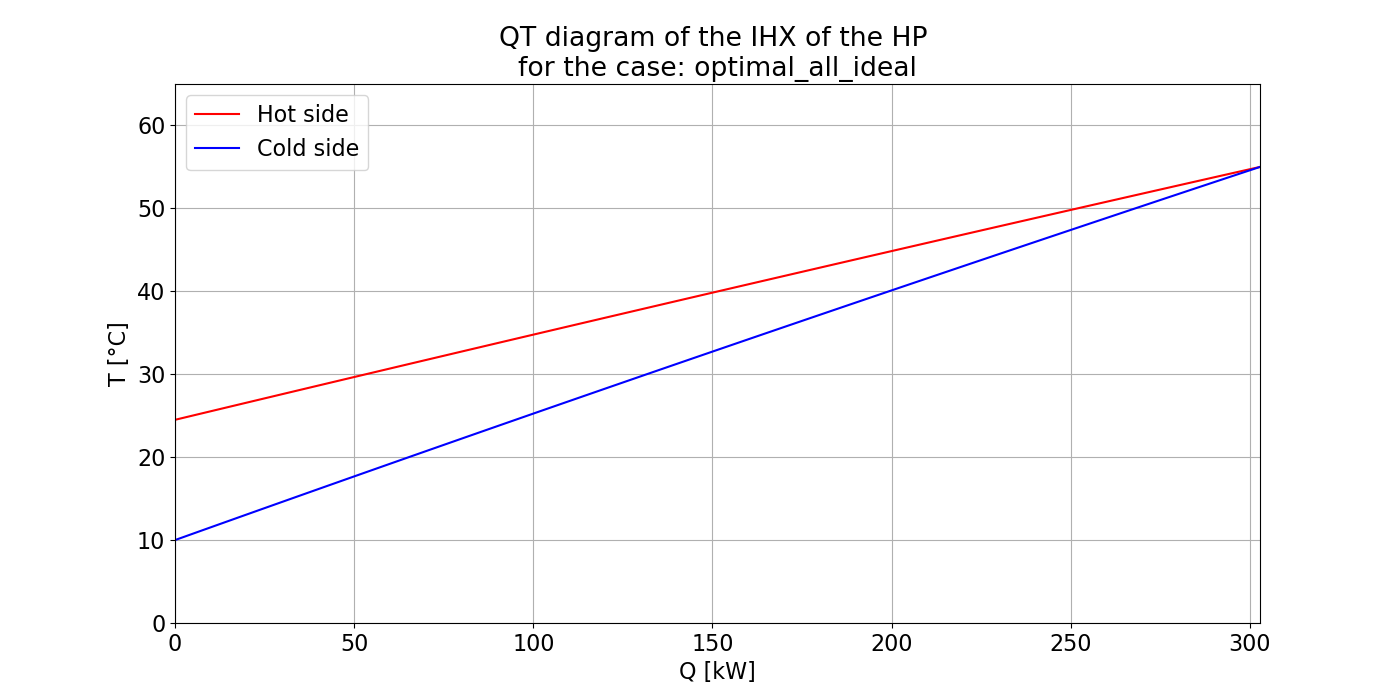 QT diagram of the IHX of the HP
for the case: optimal_all_ideal
Hot side
Cold side
60
50
40
30
20
10
0
T [°C]
0 50 100 150 200 250 300
Q [kW]